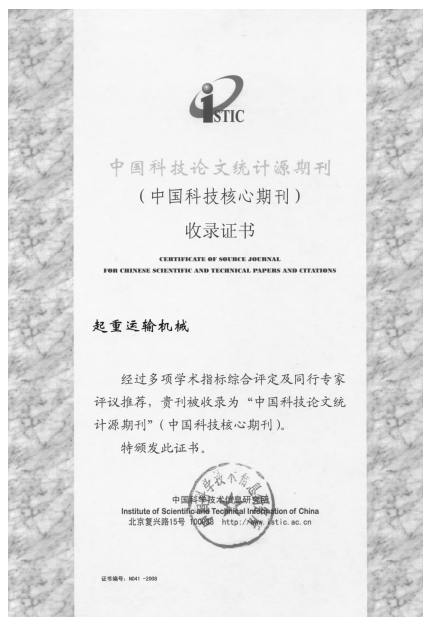 ISTIC
中国科技论文统计源期刊
（中国科技核心期刊）
收录证书
CERTIFICATE OF SOURCE JOURNAL
FOR CHINESE SCIENTIFIC AND TECHNICAL PAPERS AND CITATIONS
起重运输机械
经过多项学术指标综合评定及同行专家
评议推荐，贵刊被收录为“中国科技论文统
计源期刊”（中国科技核心期刊）。
特颁发此证书。
中国科学技术信息研究院
Institute of Scientific and Technical Information of China
北京复兴路15号 100038 http://www.istic.ac.cn
证书编号：N041 -2008